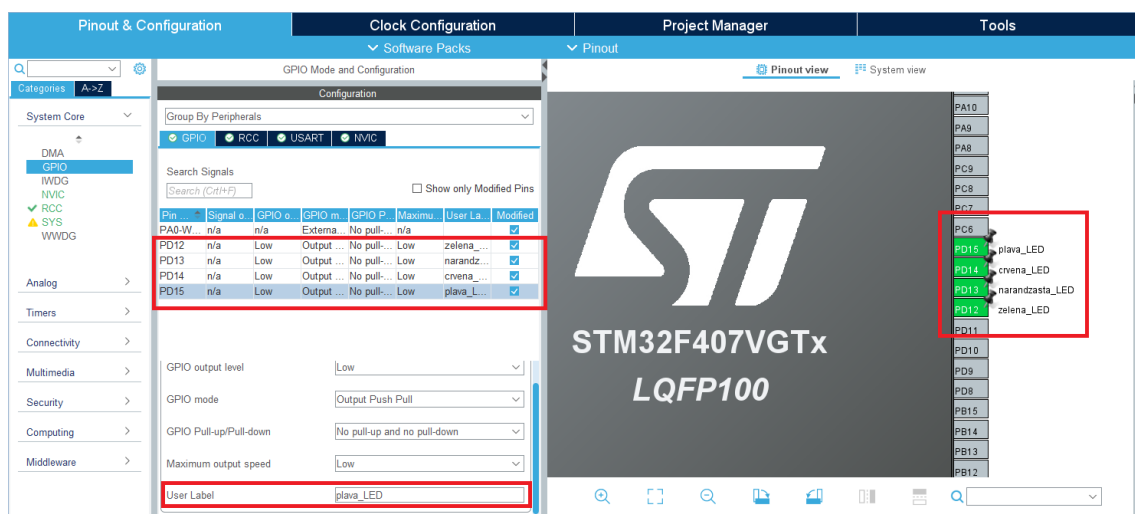 Pinout & Configuration
Clock Configuration
Project Manager
Tools
Software Packs
Pinout
GPIO Mode and Configuration
Pinout view
System view
Categories
A->Z
System Core
DMA
GPIO
IWDG
NVIC
RCC
SYS
WWDG
Analog
Timers
Connectivity
Multimedia
Security
Computing
Middleware
Configuration
Group By Peripherals
GPIO RCC USART NVIC
Search Signals
Search (Crtl+F)
Show only Modified Pins
Pin ... Signal o... GPIO o... GPIO m... GPIO P... Maximu... User La... Modified
PA0-W... n/a n/a Externa... No pull-... n/a
PD12 n/a Low Output ... No pull-... Low zelena_...
PD13 n/a Low Output ... No pull-... Low narandz...
PD14 n/a Low Output ... No pull-... Low crvena_...
PD15 n/a Low Output ... No pull-... Low plava_L...
GPIO output level Low
GPIO mode Output Push Pull
GPIO Pull-up/Pull-down No pull-up and no pull-down
Maximum output speed Low
User Label plava_LED
STM32F407VGTx
LQFP100
PA10
PA9
PA8
PC9
PC8
PC7
PC6
PD15 plava_LED
PD14 crvena_LED
PD13 narandzasta_LED
PD12 zelena_LED
PD11
PD10
PD9
PD8
PB15
PB14
PB13
PB12